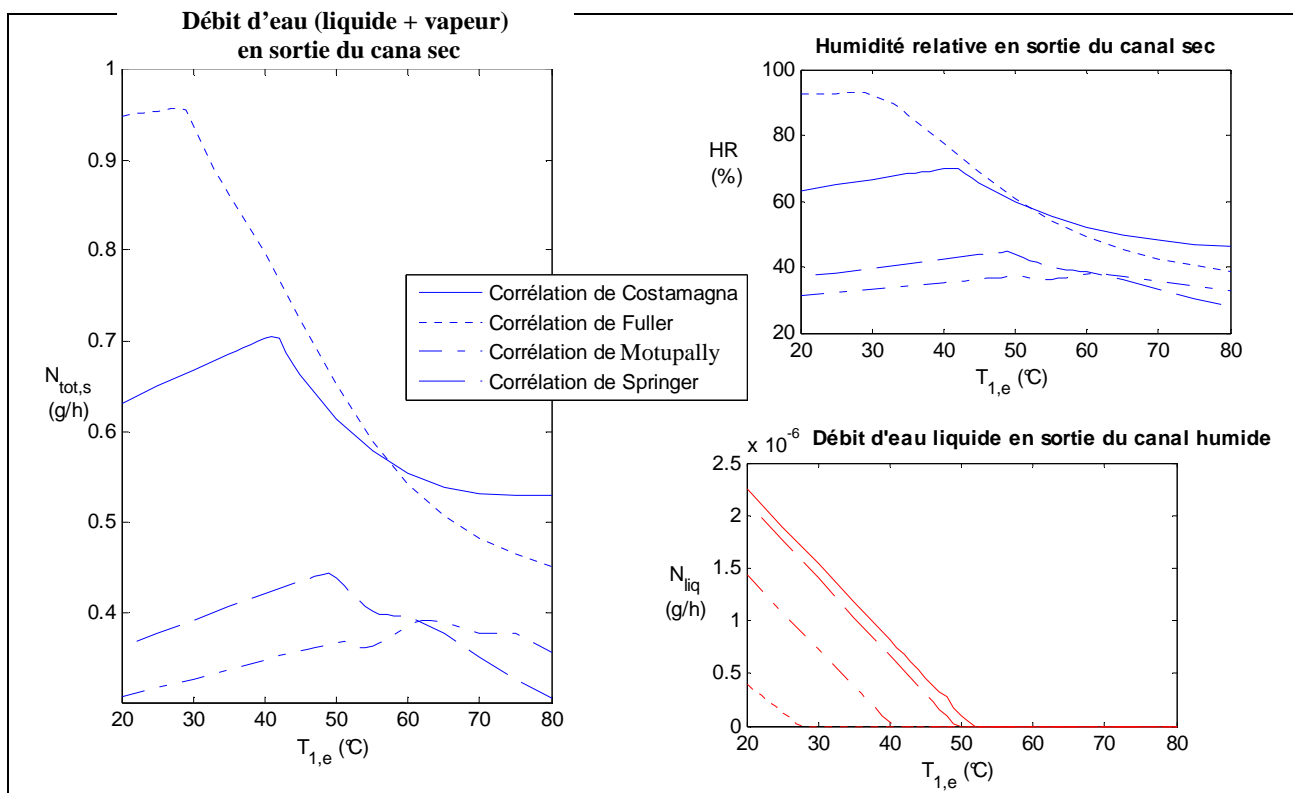 Débit d'eau (liquide + vapeur)
en sortie du cana sec
1
0.9
0.8
0.7
0.6
0.5
0.4
N_tot,s
(g/h)
20 30 40 50 60 70 80
T_1,e (°C)
Corrélation de Costamagna
Corrélation de Fuller
Corrélation de Motupally
Corrélation de Springer
Humidité relative en sortie du canal sec
100
80
60
40
20
HR
(%)
20 30 40 50 60 70 80
T_1,e (°C)
x 10^-6 Débit d'eau liquide en sortie du canal humide
2.5
2
1.5
1
0.5
0
N_liq
(g/h)
20 30 40 50 60 70 80
T_1,e (°C)